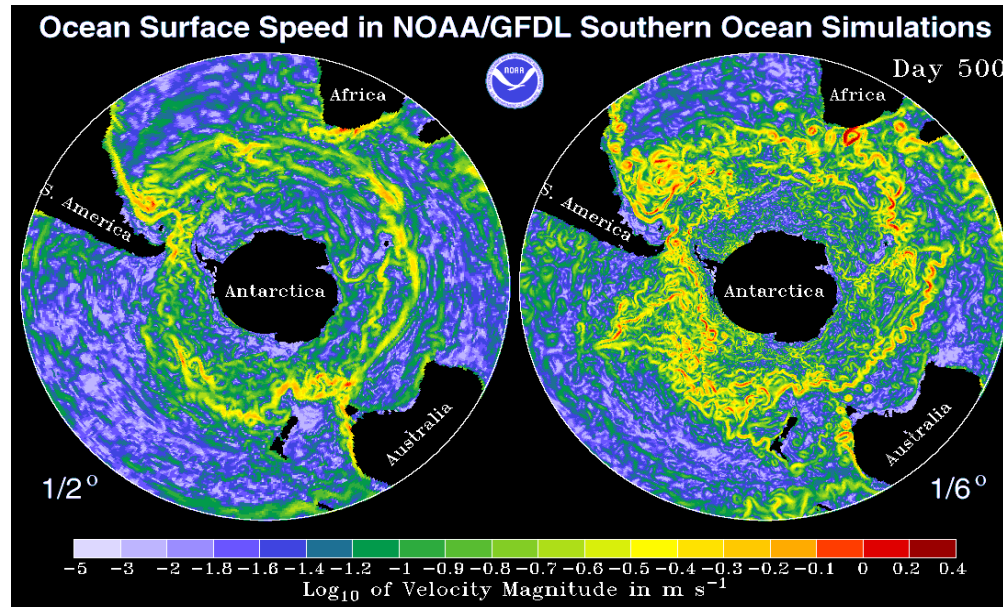 Ocean Surface Speed in NOAA/GFDL Southern Ocean Simulations
Day 500
NOAA
Africa
Africa
S. America
S. America
Antarctica
Antarctica
Australia
Australia
1/2°
1/6°
−5 −3 −2 −1.8 −1.6 −1.4 −1.2 −1 −0.9 −0.8 −0.7 −0.6 −0.5 −0.4 −0.3 −0.2 −0.1 0 0.2 0.4
Log₁₀ of Velocity Magnitude in m s⁻¹